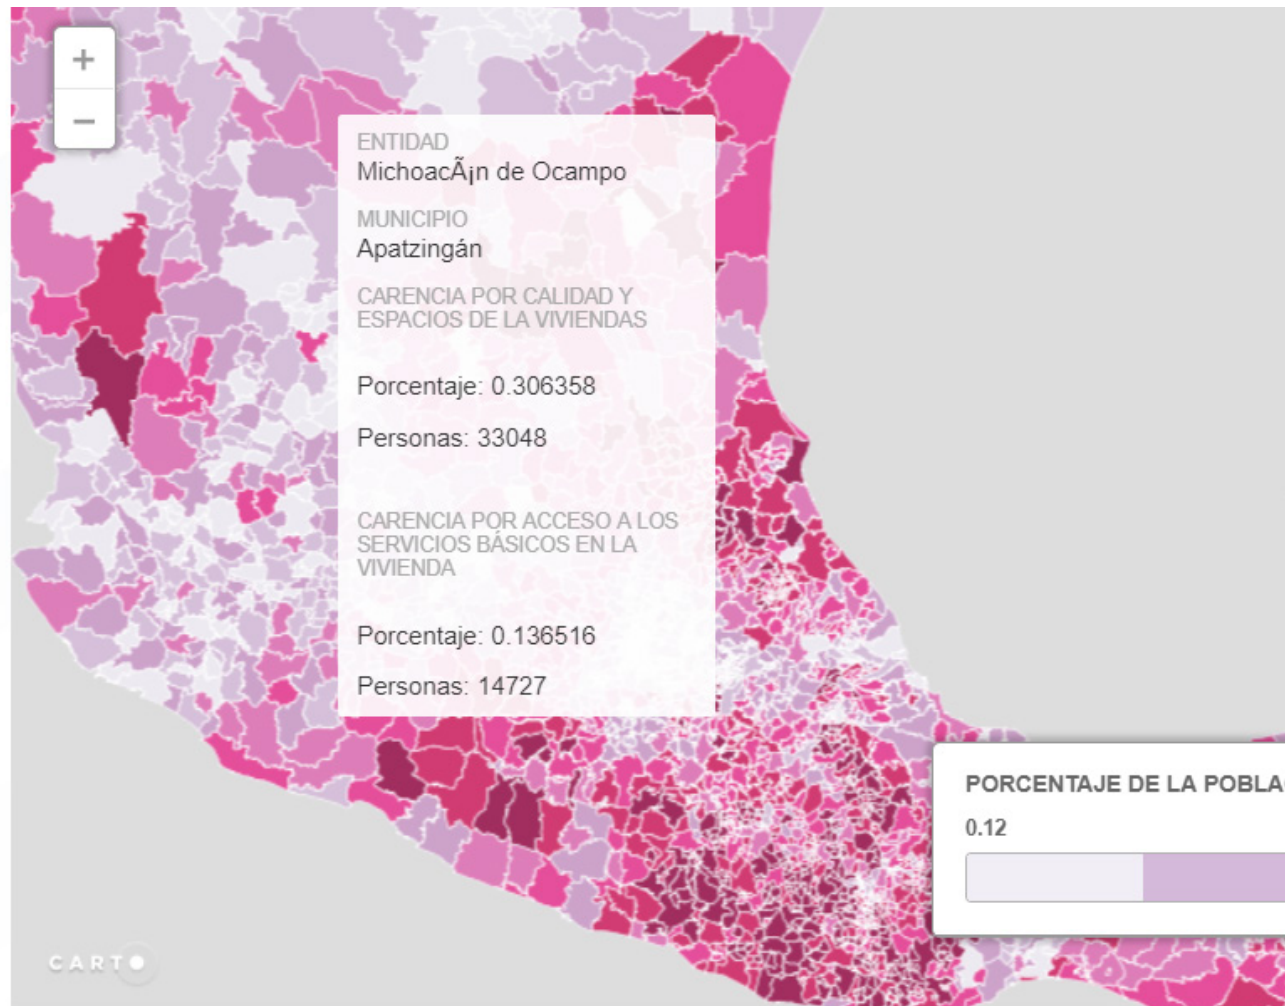 +
−
ENTIDAD
MichoacÃ¡n de Ocampo
MUNICIPIO
Apatzingán
CARENCIA POR CALIDAD Y
ESPACIOS DE LA VIVIENDAS
Porcentaje: 0.306358
Personas: 33048
CARENCIA POR ACCESO A LOS
SERVICIOS BÁSICOS EN LA
VIVIENDA
Porcentaje: 0.136516
Personas: 14727
PORCENTAJE DE LA POBLA
0.12
CARTO